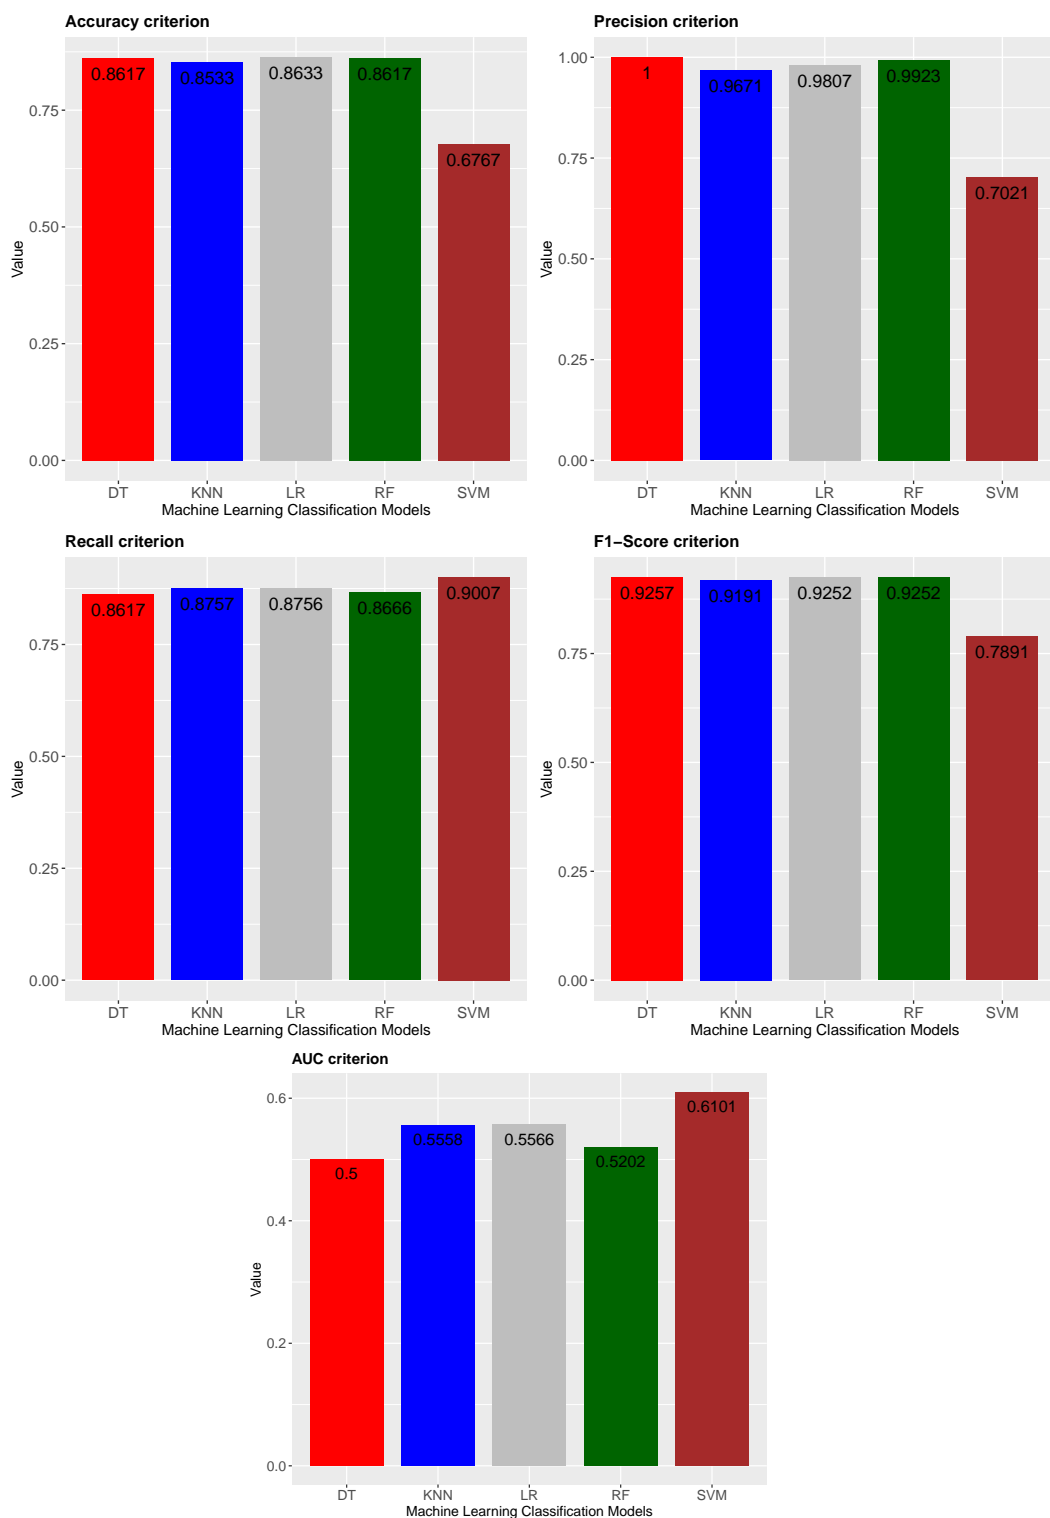 Accuracy criterion
Value
0.75
0.50
0.25
0.00
0.8617
0.8533
0.8633
0.8617
0.6767
DT
KNN
LR
RF
SVM
Machine Learning Classification Models
Precision criterion
Value
1.00
0.75
0.50
0.25
0.00
1
0.9671
0.9807
0.9923
0.7021
DT
KNN
LR
RF
SVM
Machine Learning Classification Models
Recall criterion
Value
0.75
0.50
0.25
0.00
0.8617
0.8757
0.8756
0.8666
0.9007
DT
KNN
LR
RF
SVM
Machine Learning Classification Models
F1−Score criterion
Value
0.75
0.50
0.25
0.00
0.9257
0.9191
0.9252
0.9252
0.7891
DT
KNN
LR
RF
SVM
Machine Learning Classification Models
AUC criterion
Value
0.6
0.4
0.2
0.0
0.5
0.5558
0.5566
0.5202
0.6101
DT
KNN
LR
RF
SVM
Machine Learning Classification Models